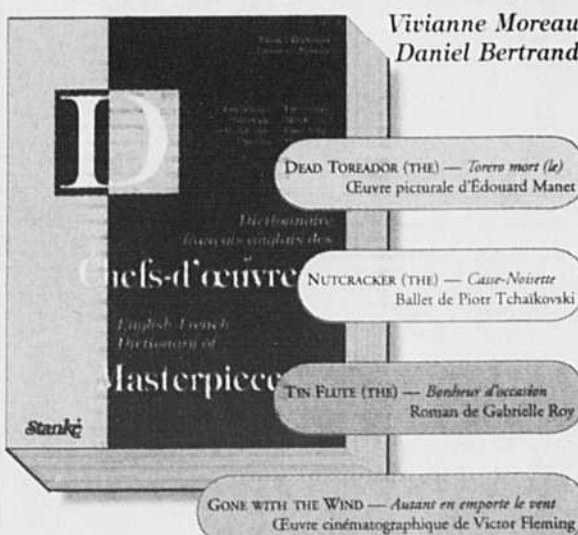 Vivianne Moreau
Daniel Bertrand
D
Dictionnaire
français anglais des
Chefs-d'œuvre
English French
Dictionary of
Masterpiece
Stanké
DEAD TOREADOR (THE) — Torero mort (le)
Œuvre picturale d'Édouard Manet
NUTCRACKER (THE) — Casse-Noisette
Ballet de Piotr Tchaïkovski
TIN FLUTE (THE) — Bonheur d'occasion
Roman de Gabrielle Roy
GONE WITH THE WIND — Autant en emporte le vent
Œuvre cinématographique de Victor Fleming